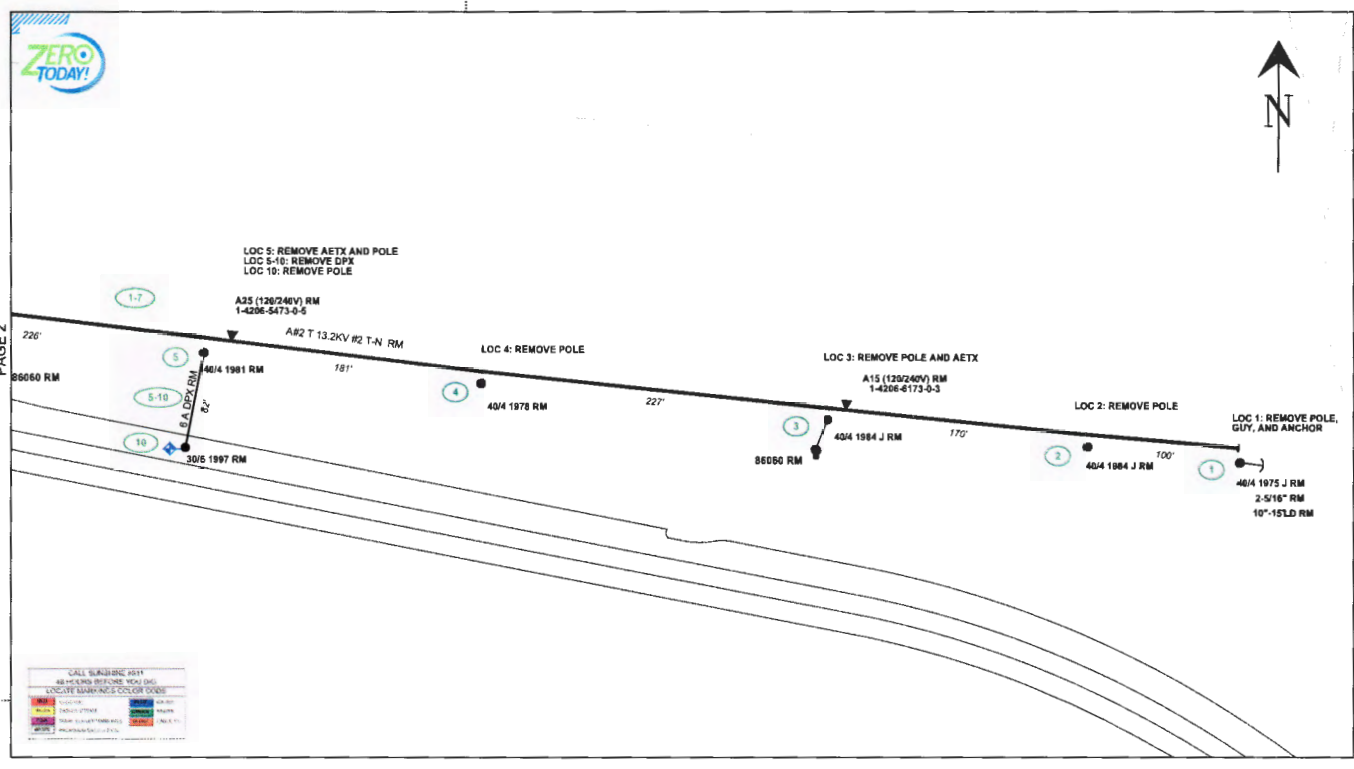 ZERO
TODAY!
N
LOC 5: REMOVE AETX AND POLE
LOC 5-10: REMOVE DPX
LOC 10: REMOVE POLE
1-7
A25 (120/240V) RM
1-4206-5473-0-5
PAGE 2
226'
A#2 T 13.2KV #2 T-N RM
181'
LOC 4: REMOVE POLE
LOC 3: REMOVE POLE AND AETX
A15 (120/240V) RM
1-4206-6173-0-3
LOC 2: REMOVE POLE
LOC 1: REMOVE POLE,
GUY, AND ANCHOR
5
40/4 1981 RM
86060 RM
5-10
6 A DPX RM
82'
4
40/4 1978 RM
227'
3
40/4 1984 J RM
170'
86060 RM
2
40/4 1984 J RM
100'
1
40/4 1975 J RM
2-5/16" RM
10"-15'LD RM
10
30/6 1997 RM
CALL SUNSHINE #811
48 HOURS BEFORE YOU DIG
LOCATE MARKINGS COLOR CODE